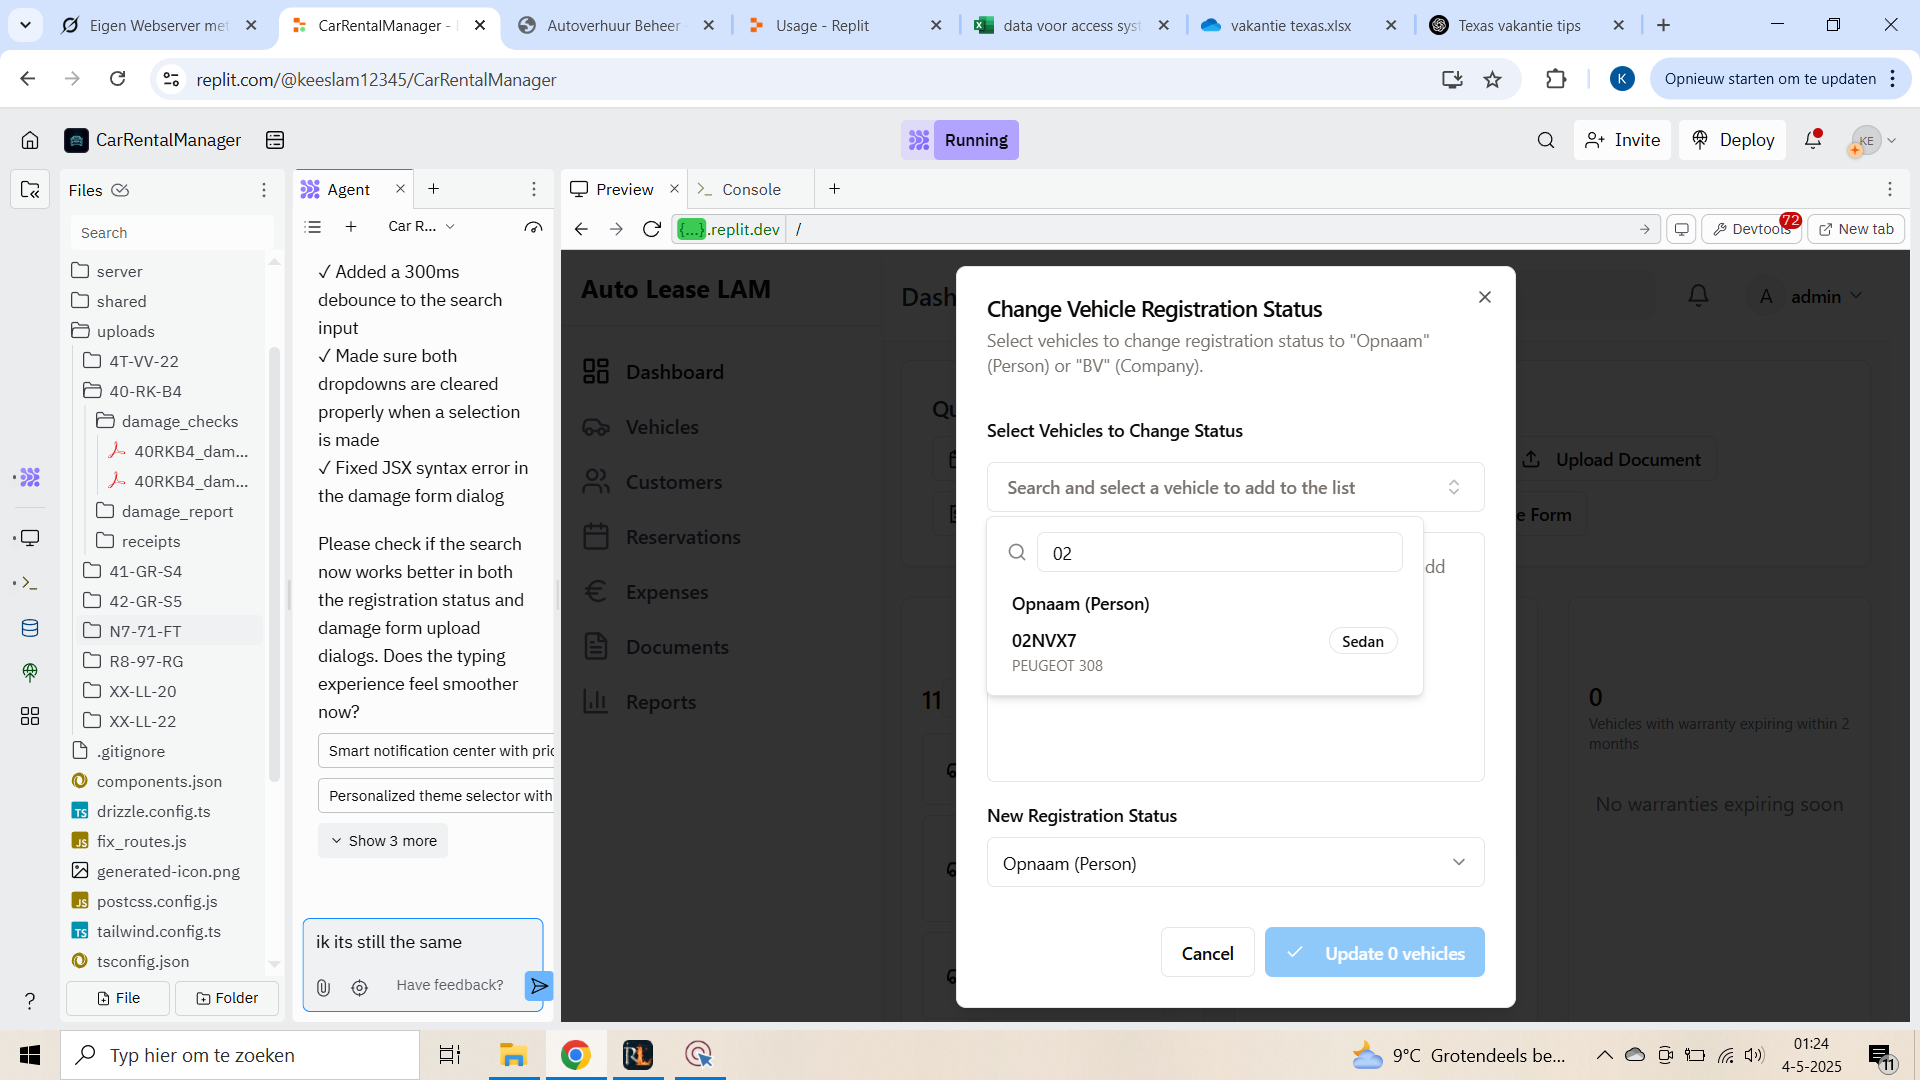 Eigen Webserver met
CarRentalManager -
Autoverhuur Beheer
Usage - Replit
data voor access syst
vakantie texas.xlsx
Texas vakantie tips
replit.com/@keeslam12345/CarRentalManager
K
Opnieuw starten om te updaten
CarRentalManager
Running
Invite
Deploy
KE
Files
Agent
Preview
Console
Search
Car R...
{...}.replit.dev
/
Devtools
72
New tab
server
shared
uploads
4T-VV-22
40-RK-B4
damage_checks
40RKB4_dam...
40RKB4_dam...
damage_report
receipts
41-GR-S4
42-GR-S5
N7-71-FT
R8-97-RG
XX-LL-20
XX-LL-22
.gitignore
components.json
drizzle.config.ts
fix_routes.js
generated-icon.png
postcss.config.js
tailwind.config.ts
tsconfig.json
File
Folder
✓ Added a 300ms
debounce to the search
input
✓ Made sure both
dropdowns are cleared
properly when a selection
is made
✓ Fixed JSX syntax error in
the damage form dialog
Please check if the search
now works better in both
the registration status and
damage form upload
dialogs. Does the typing
experience feel smoother
now?
Smart notification center with pric
Personalized theme selector with
Show 3 more
ik its still the same
Have feedback?
Auto Lease LAM
Dashboard
Vehicles
Customers
Reservations
Expenses
Documents
Reports
Dash
A
admin
Qu
Upload Document
e Form
11
0
Vehicles with warranty expiring within 2
months
No warranties expiring soon
Change Vehicle Registration Status
Select vehicles to change registration status to "Opnaam"
(Person) or "BV" (Company).
Select Vehicles to Change Status
Search and select a vehicle to add to the list
dd
02
Opnaam (Person)
02NVX7
Sedan
PEUGEOT 308
New Registration Status
Opnaam (Person)
Cancel
Update 0 vehicles
Typ hier om te zoeken
9°C Grotendeels be...
01:24
4-5-2025
11